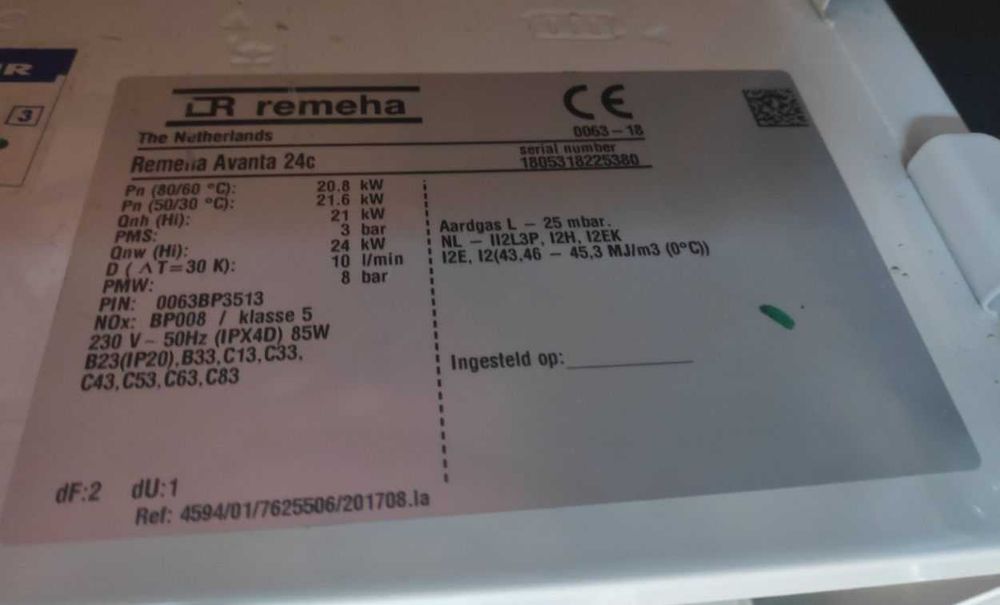 R
3
remeha
CE
0063-18
The Netherlands
serial number
Remeha Avanta 24c
1805318225380
Pn (80/60 °C): 20.8 kW
Pn (50/30 °C): 21.6 kW
Qnh (Hi): 21 kW
PMS: 3 bar
Qnw (Hi): 24 kW
D ( ΔT=30 K): 10 l/min
PMW: 8 bar
PIN: 0063BP3513
NOx: BP008 / klasse 5
230 V ~ 50Hz (IPX4D) 85W
B23(IP20),B33,C13,C33,
C43,C53,C63,C83
Aardgas L - 25 mbar.
NL - II2L3P, I2H, I2EK
I2E, I2(43,46 - 45,3 MJ/m3 (0°C))
Ingesteld op:
dF:2 dU:1
Ref: 4594/01/7625506/201708.la